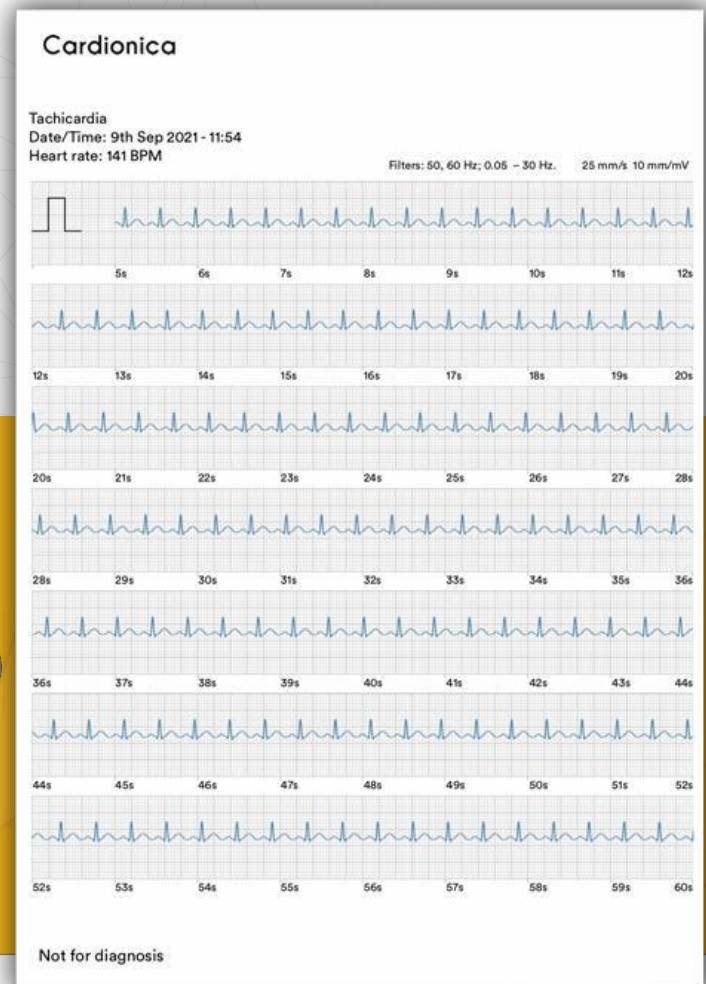 Cardionica
Tachicardia
Date/Time: 9th Sep 2021 - 11:54
Heart rate: 141 BPM
Filters: 50, 60 Hz; 0.05 – 30 Hz. 25 mm/s 10 mm/mV
5s 6s 7s 8s 9s 10s 11s 12s
12s 13s 14s 15s 16s 17s 18s 19s 20s
20s 21s 22s 23s 24s 25s 26s 27s 28s
28s 29s 30s 31s 32s 33s 34s 35s 36s
36s 37s 38s 39s 40s 41s 42s 43s 44s
44s 45s 46s 47s 48s 49s 50s 51s 52s
52s 53s 54s 55s 56s 57s 58s 59s 60s
Not for diagnosis